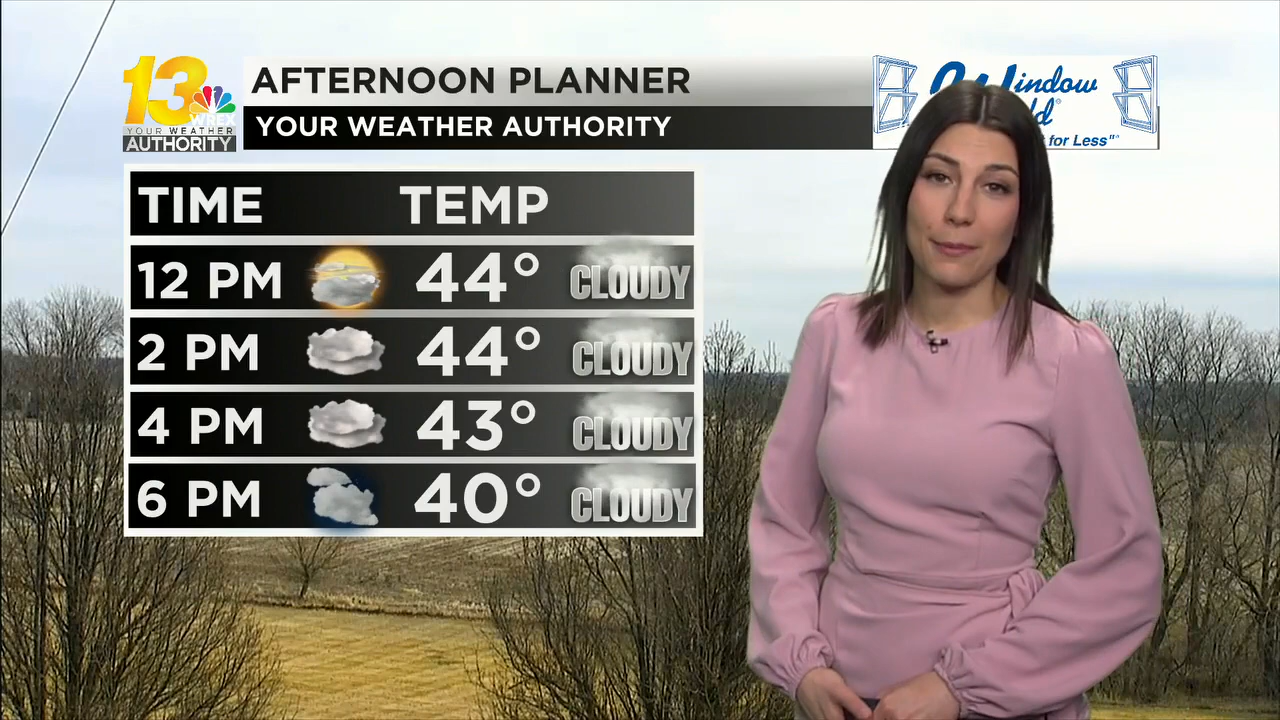 13
WREX
YOUR WEATHER
AUTHORITY
AFTERNOON PLANNER
YOUR WEATHER AUTHORITY
Window
for Less"
TIME TEMP
12 PM 44° CLOUDY
2 PM 44° CLOUDY
4 PM 43° CLOUDY
6 PM 40° CLOUDY